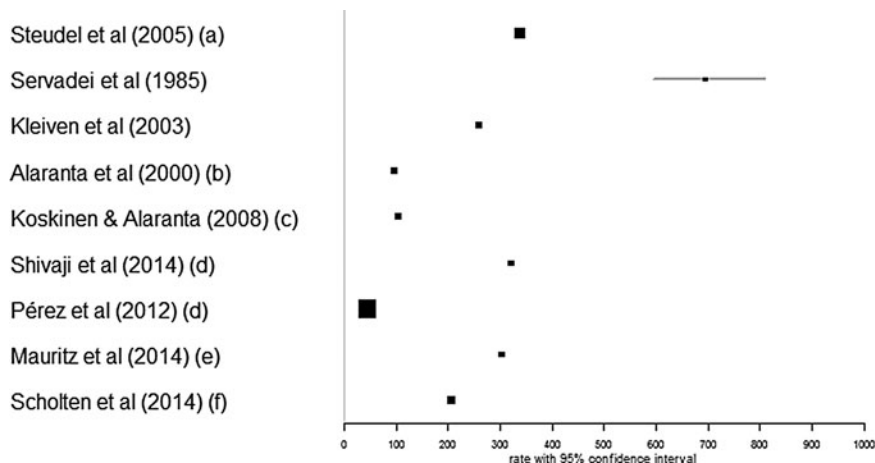 Steudel et al (2005) (a)
Servadei et al (1985)
Kleiven et al (2003)
Alaranta et al (2000) (b)
Koskinen & Alaranta (2008) (c)
Shivaji et al (2014) (d)
Pérez et al (2012) (d)
Mauritz et al (2014) (e)
Scholten et al (2014) (f)
0 100 200 300 400 500 600 700 800 900 1000
rate with 95% confidence interval